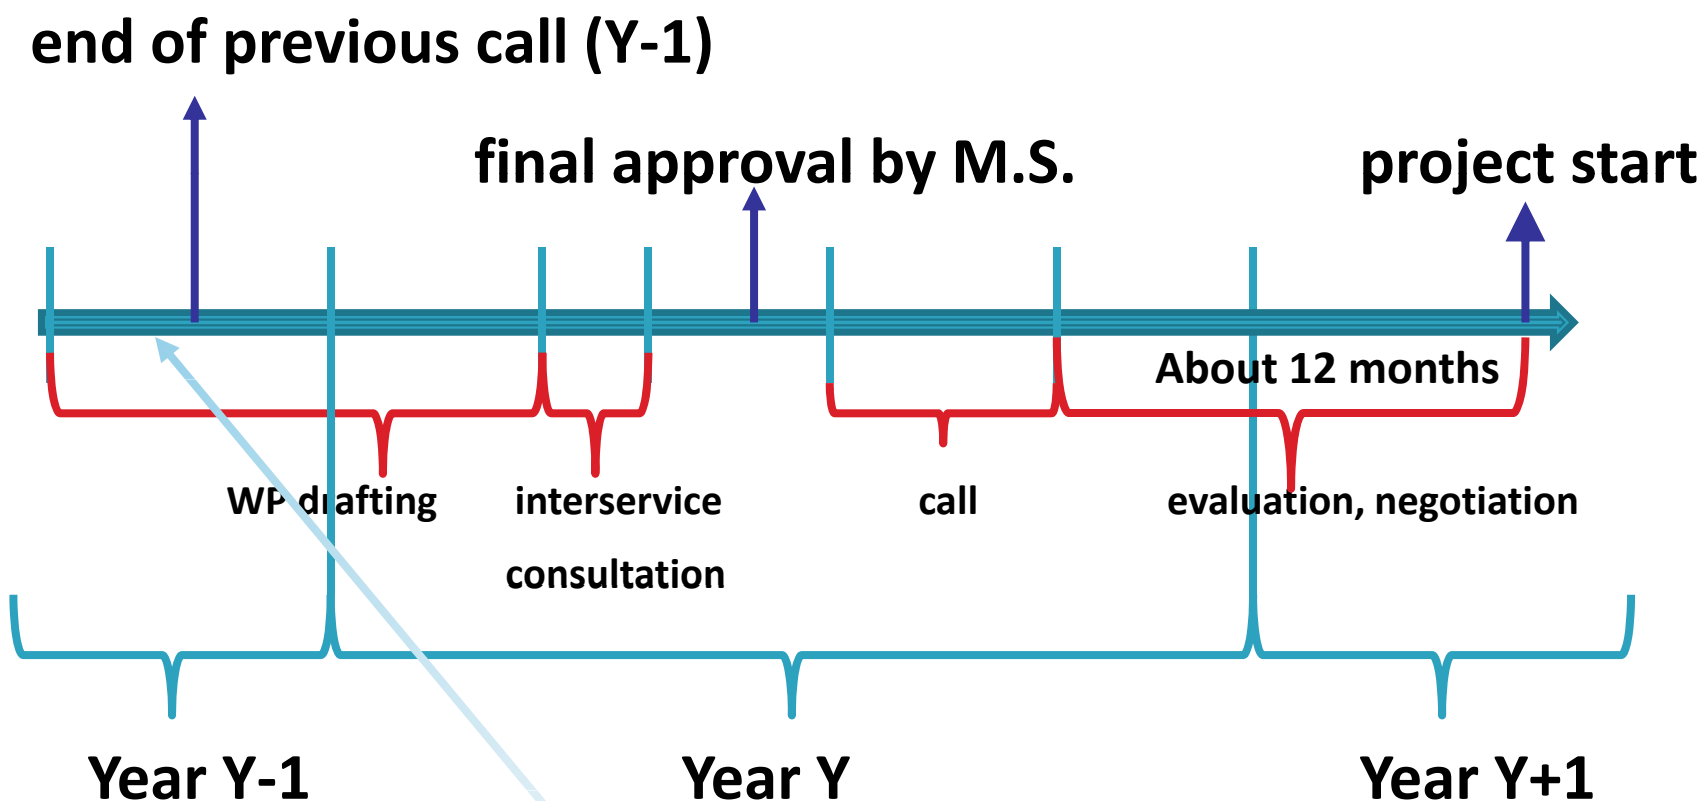 end of previous call (Y-1)
final approval by M.S.
project start
About 12 months
WP drafting
interservice
consultation
call
evaluation, negotiation
Year Y-1
Year Y
Year Y+1